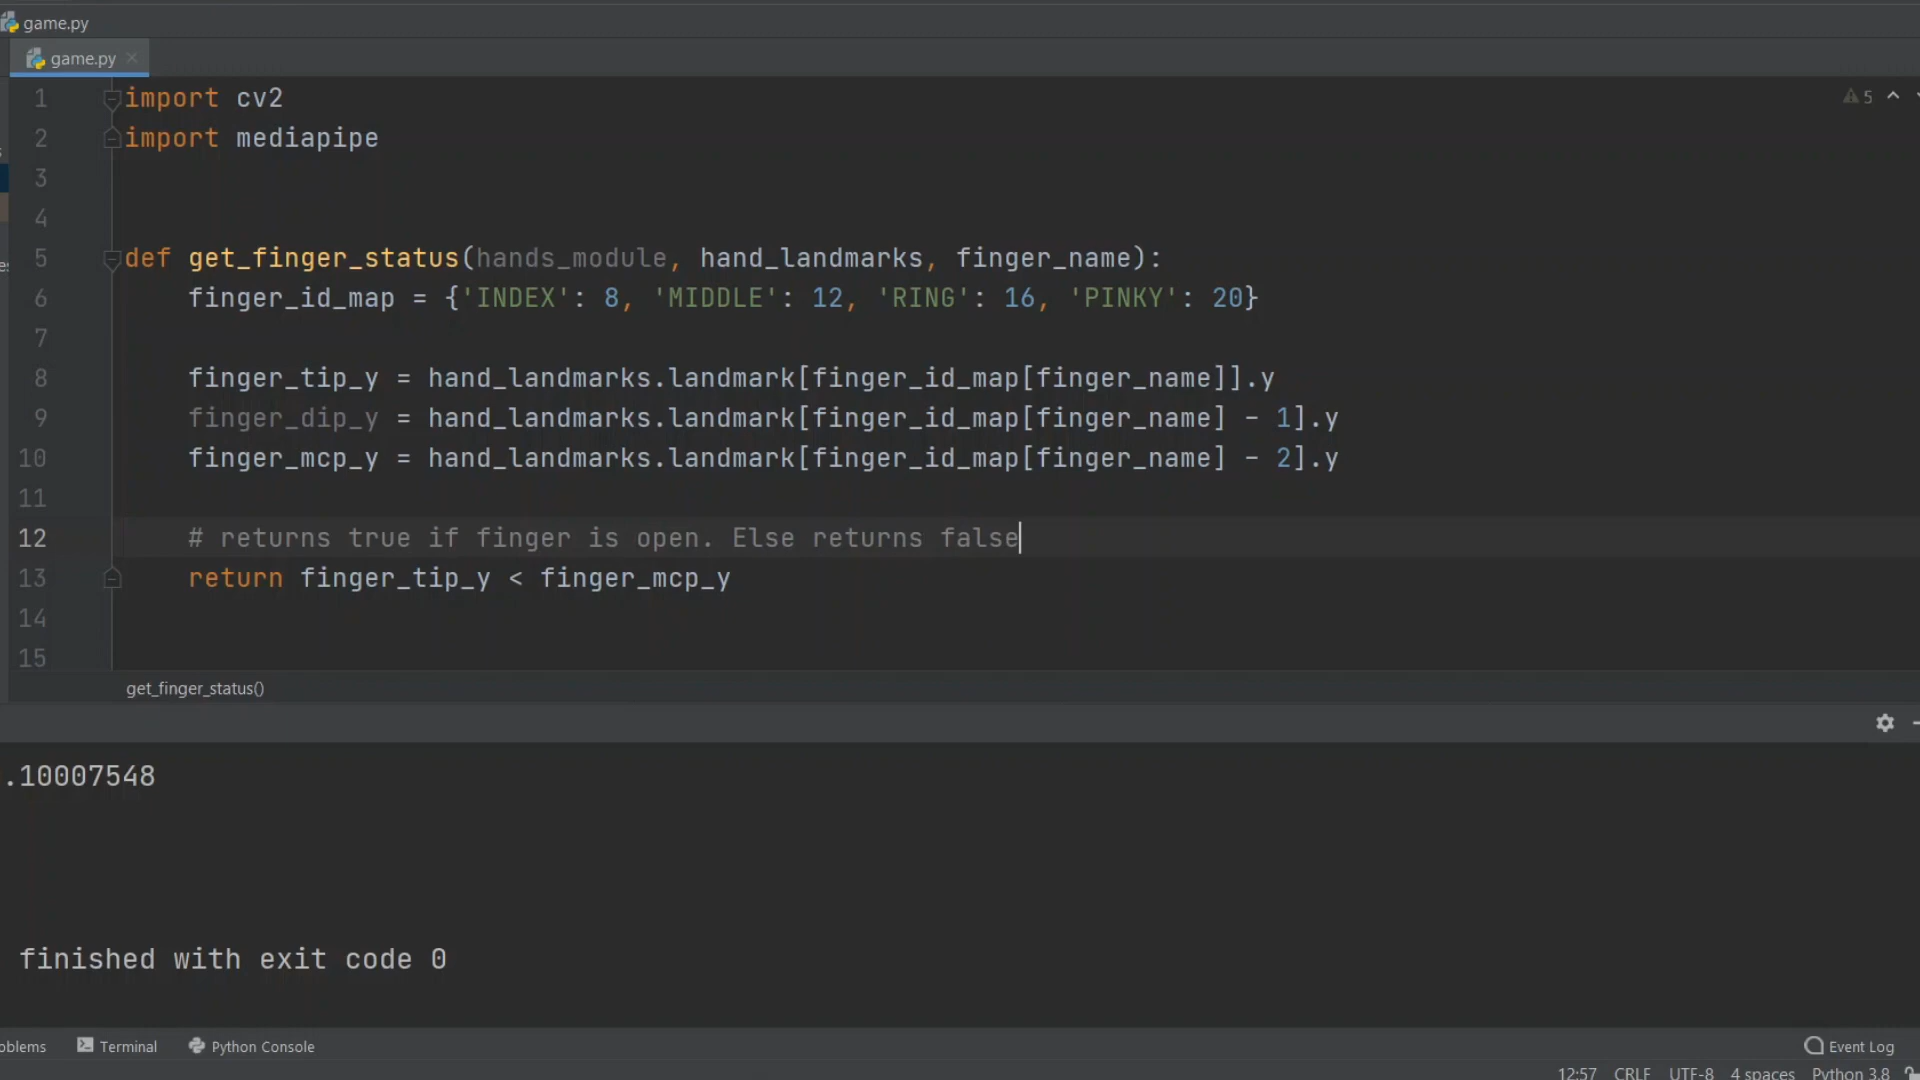 game.py
game.py
5
1 import cv2
2 import mediapipe
3
4
5 def get_finger_status(hands_module, hand_landmarks, finger_name):
6 finger_id_map = {'INDEX': 8, 'MIDDLE': 12, 'RING': 16, 'PINKY': 20}
7
8 finger_tip_y = hand_landmarks.landmark[finger_id_map[finger_name]].y
9 finger_dip_y = hand_landmarks.landmark[finger_id_map[finger_name] - 1].y
10 finger_mcp_y = hand_landmarks.landmark[finger_id_map[finger_name] - 2].y
11
12 # returns true if finger is open. Else returns false
13 return finger_tip_y < finger_mcp_y
14
15
get_finger_status()
.10007548
finished with exit code 0
oblems Terminal Python Console Event Log
12:57 CRLF UTF-8 4 spaces Python 3.8